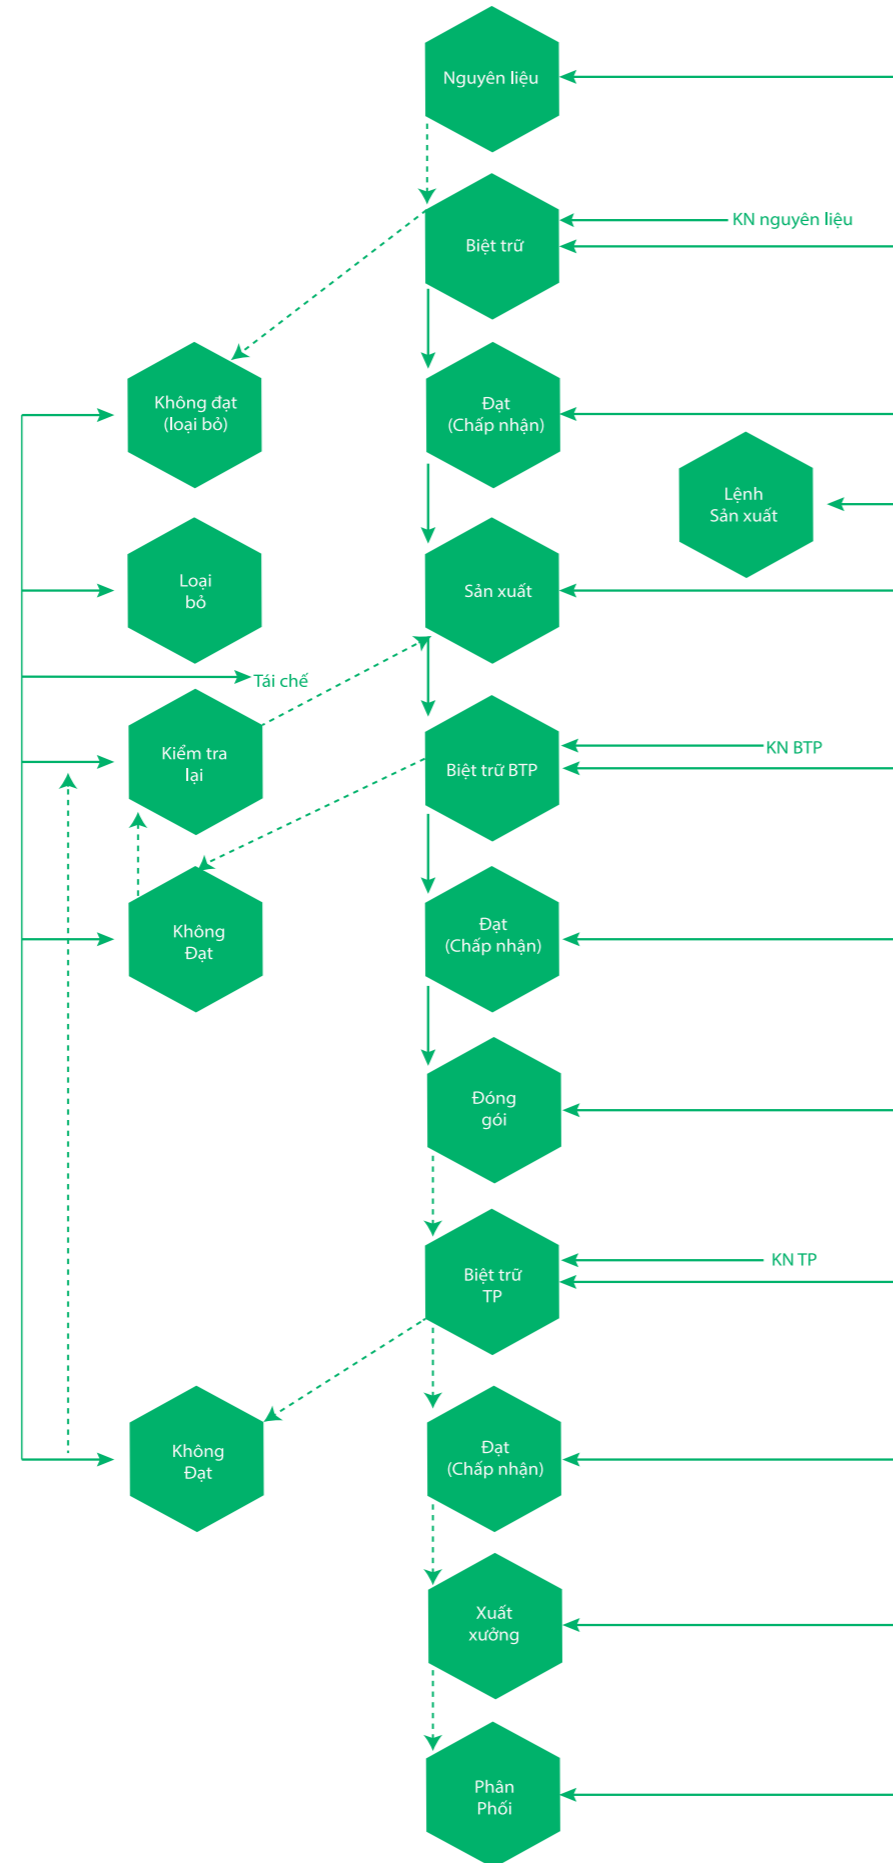 Nguyên liệu
KN nguyên liệu
Biệt trữ
Không đạt
(loại bỏ)
Đạt
(Chấp nhận)
Lệnh
Sản xuất
Loại
bỏ
Sản xuất
Tái chế
Kiểm tra
lại
Biệt trữ BTP
KN BTP
Không
Đạt
Đạt
(Chấp nhận)
Đóng
gói
Biệt trữ
TP
KN TP
Không
Đạt
Đạt
(Chấp nhận)
Xuất
xưởng
Phân
Phối